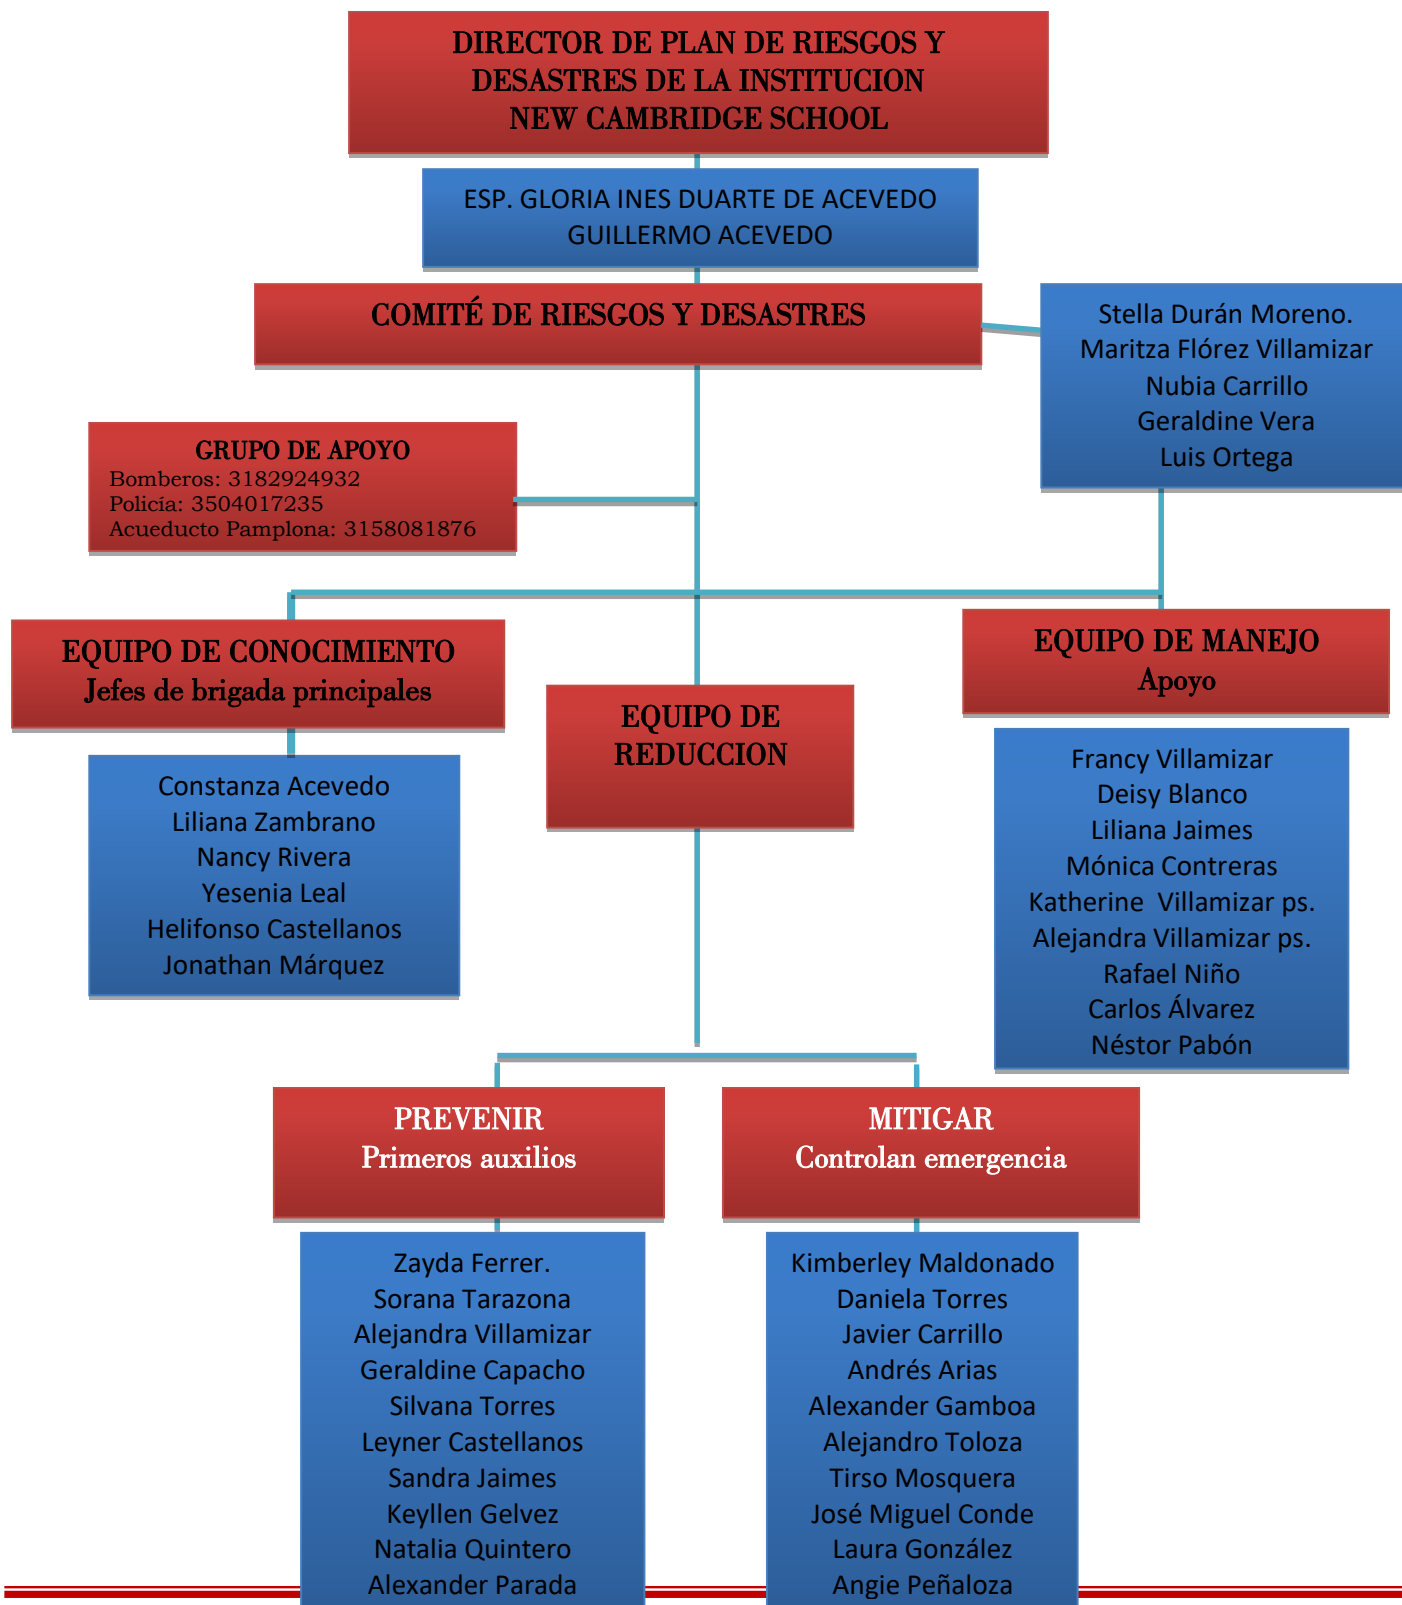 DIRECTOR DE PLAN DE RIESGOS Y
DESASTRES DE LA INSTITUCION
NEW CAMBRIDGE SCHOOL
ESP. GLORIA INES DUARTE DE ACEVEDO
GUILLERMO ACEVEDO
COMITÉ DE RIESGOS Y DESASTRES
Stella Durán Moreno.
Maritza Flórez Villamizar
Nubia Carrillo
Geraldine Vera
Luis Ortega
GRUPO DE APOYO
Bomberos: 3182924932
Policía: 3504017235
Acueducto Pamplona: 3158081876
EQUIPO DE CONOCIMIENTO
Jefes de brigada principales
Constanza Acevedo
Liliana Zambrano
Nancy Rivera
Yesenia Leal
Helifonso Castellanos
Jonathan Márquez
EQUIPO DE
REDUCCION
EQUIPO DE MANEJO
Apoyo
Francy Villamizar
Deisy Blanco
Liliana Jaimes
Mónica Contreras
Katherine  Villamizar ps.
Alejandra Villamizar ps.
Rafael Niño
Carlos Álvarez
Néstor Pabón
PREVENIR
Primeros auxilios
Zayda Ferrer.
Sorana Tarazona
Alejandra Villamizar
Geraldine Capacho
Silvana Torres
Leyner Castellanos
Sandra Jaimes
Keyllen Gelvez
Natalia Quintero
Alexander Parada
MITIGAR
Controlan emergencia
Kimberley Maldonado
Daniela Torres
Javier Carrillo
Andrés Arias
Alexander Gamboa
Alejandro Toloza
Tirso Mosquera
José Miguel Conde
Laura González
Angie Peñaloza